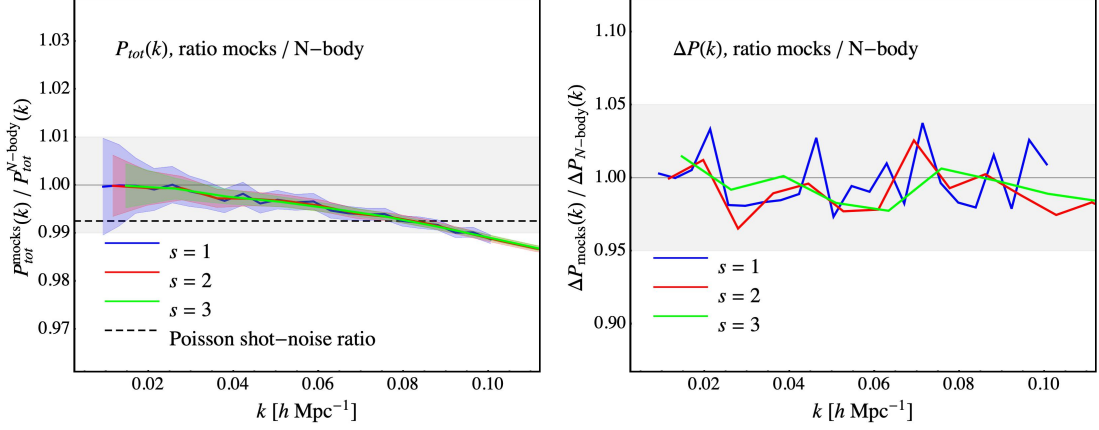 P_tot(k), ratio mocks / N−body
1.03
1.02
1.01
1.00
0.99
0.98
0.97
P_tot^mocks(k) / P_tot^N−body(k)
s = 1
s = 2
s = 3
Poisson shot−noise ratio
0.02 0.04 0.06 0.08 0.10
k [h Mpc⁻¹]
ΔP(k), ratio mocks / N−body
1.10
1.05
1.00
0.95
0.90
ΔP_mocks(k) / ΔP_N−body(k)
s = 1
s = 2
s = 3
0.02 0.04 0.06 0.08 0.10
k [h Mpc⁻¹]